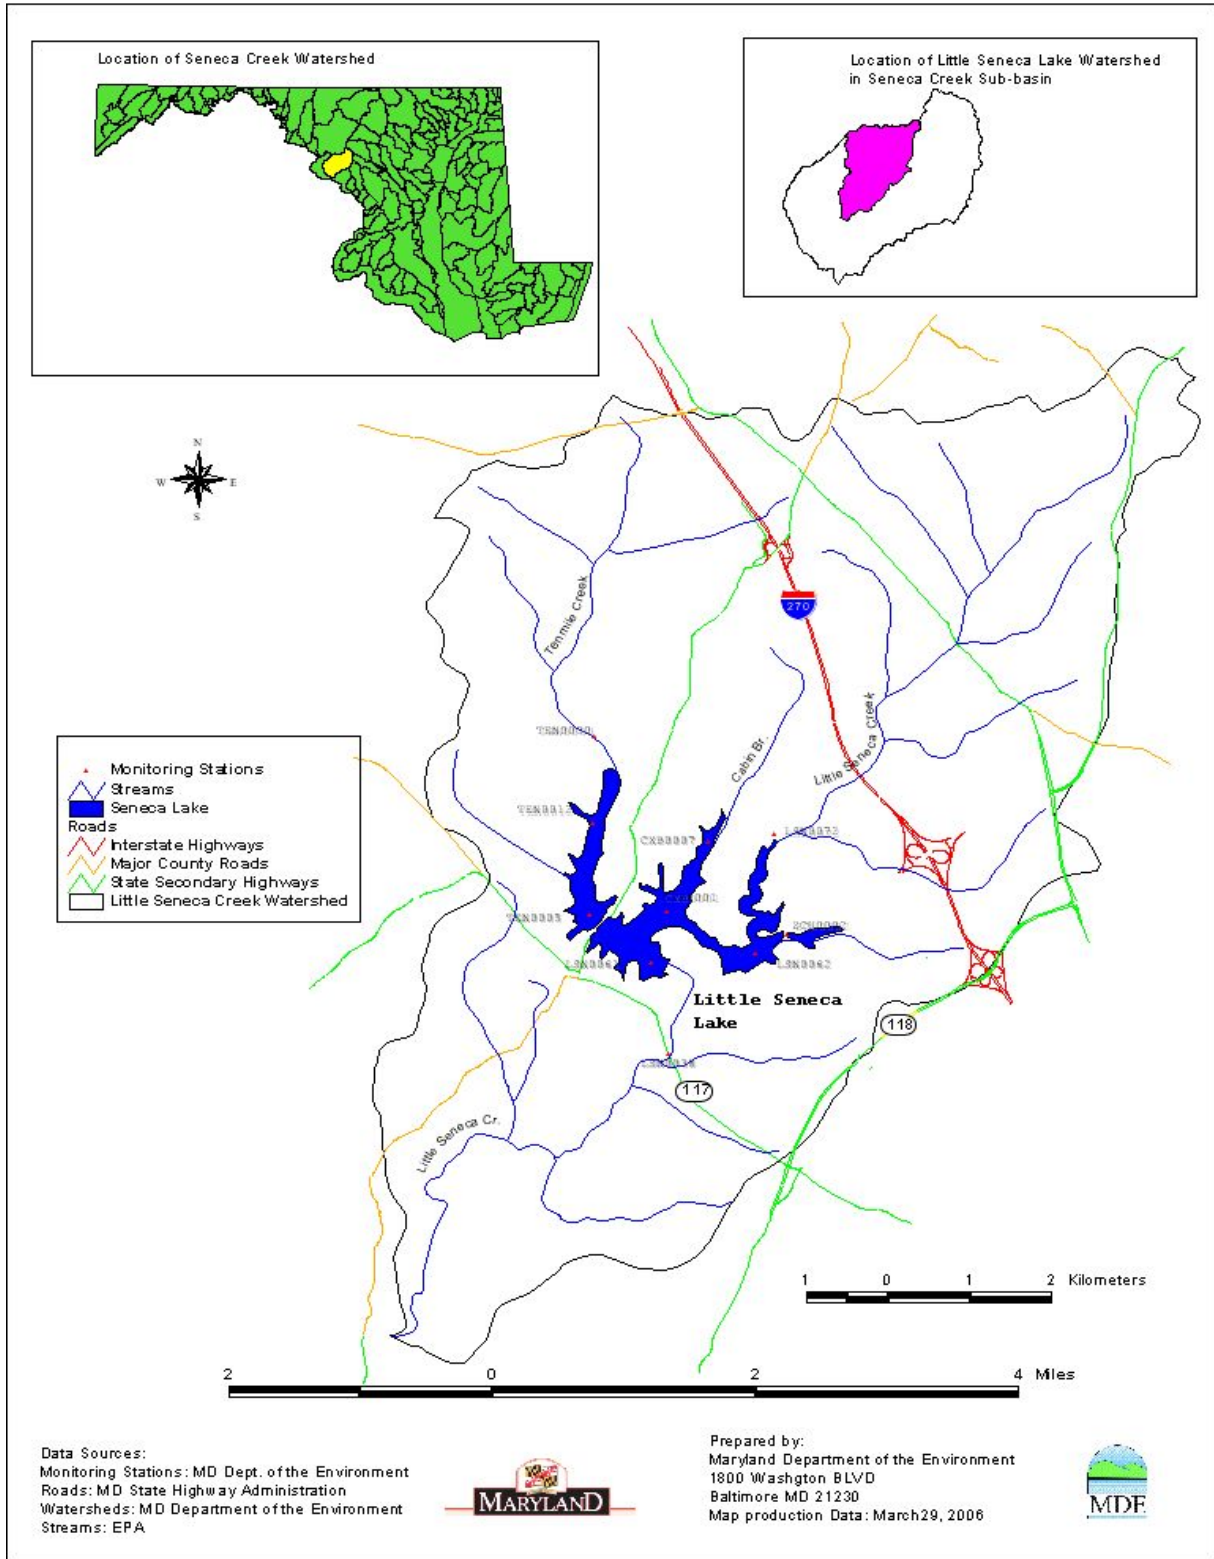 Location of Seneca Creek Watershed
Location of Little Seneca Lake Watershed
in Seneca Creek Sub-basin
N
W E
S
270
Tenmile Creek
Cabin Br.
Little Seneca Creek
Monitoring Stations
Streams
Seneca Lake
Roads
Interstate Highways
Major County Roads
State Secondary Highways
Little Seneca Creek Watershed
LSN0062
Little Seneca
Lake
118
117
Little Seneca Cr.
1 0 1 2 Kilometers
2 0 2 4 Miles
Data Sources:
Monitoring Stations: MD Dept. of the Environment
Roads: MD State Highway Administration
Watersheds: MD Department of the Environment
Streams: EPA
MARYLAND
Prepared by:
Maryland Department of the Environment
1800 Washgton BLVD
Baltimore MD 21230
Map production Data: March29, 2006
MDE